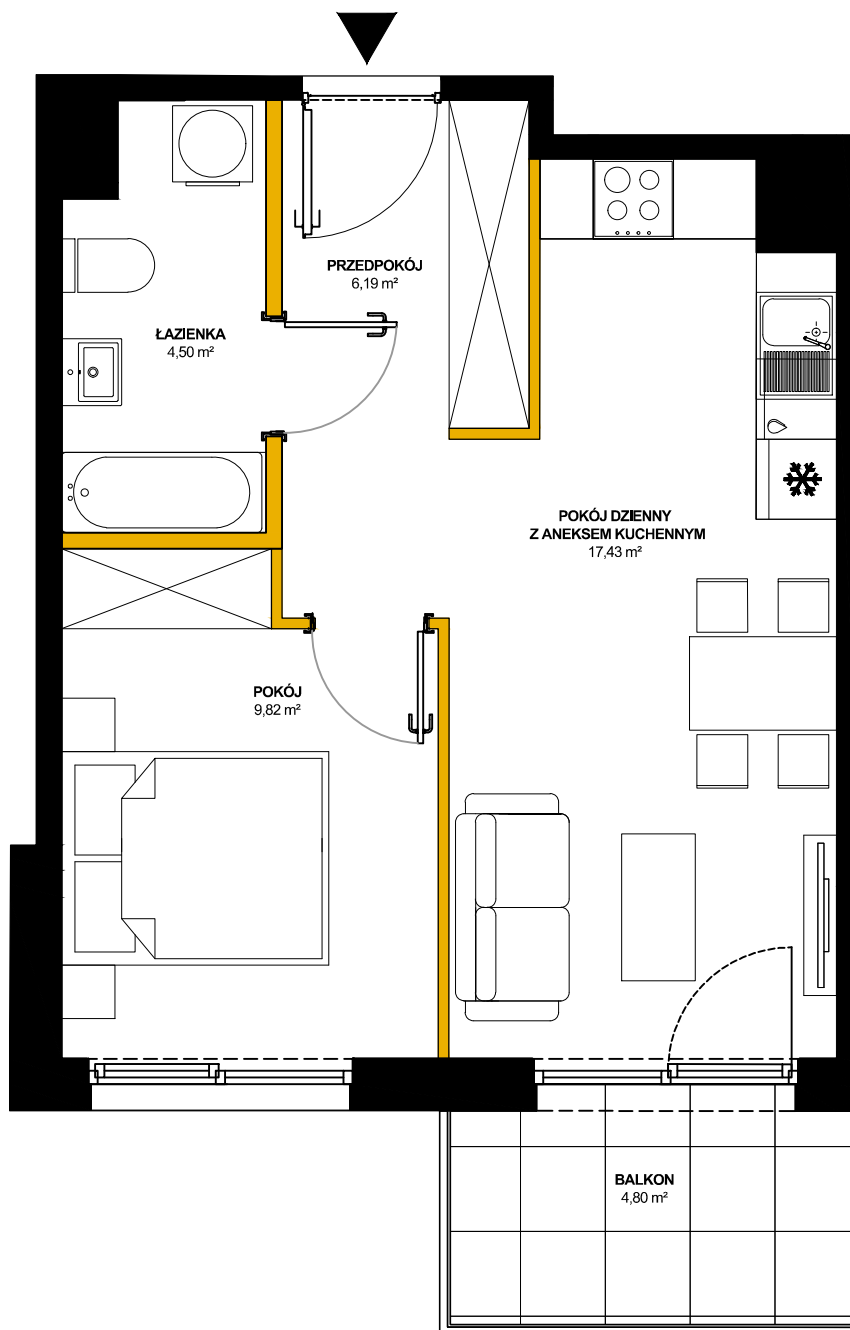 PRZEDPOKÓJ
6,19 m²
ŁAZIENKA
4,50 m²
POKÓJ DZIENNY
Z ANEKSEM KUCHENNYM
17,43 m²
POKÓJ
9,82 m²
BALKON
4,80 m²